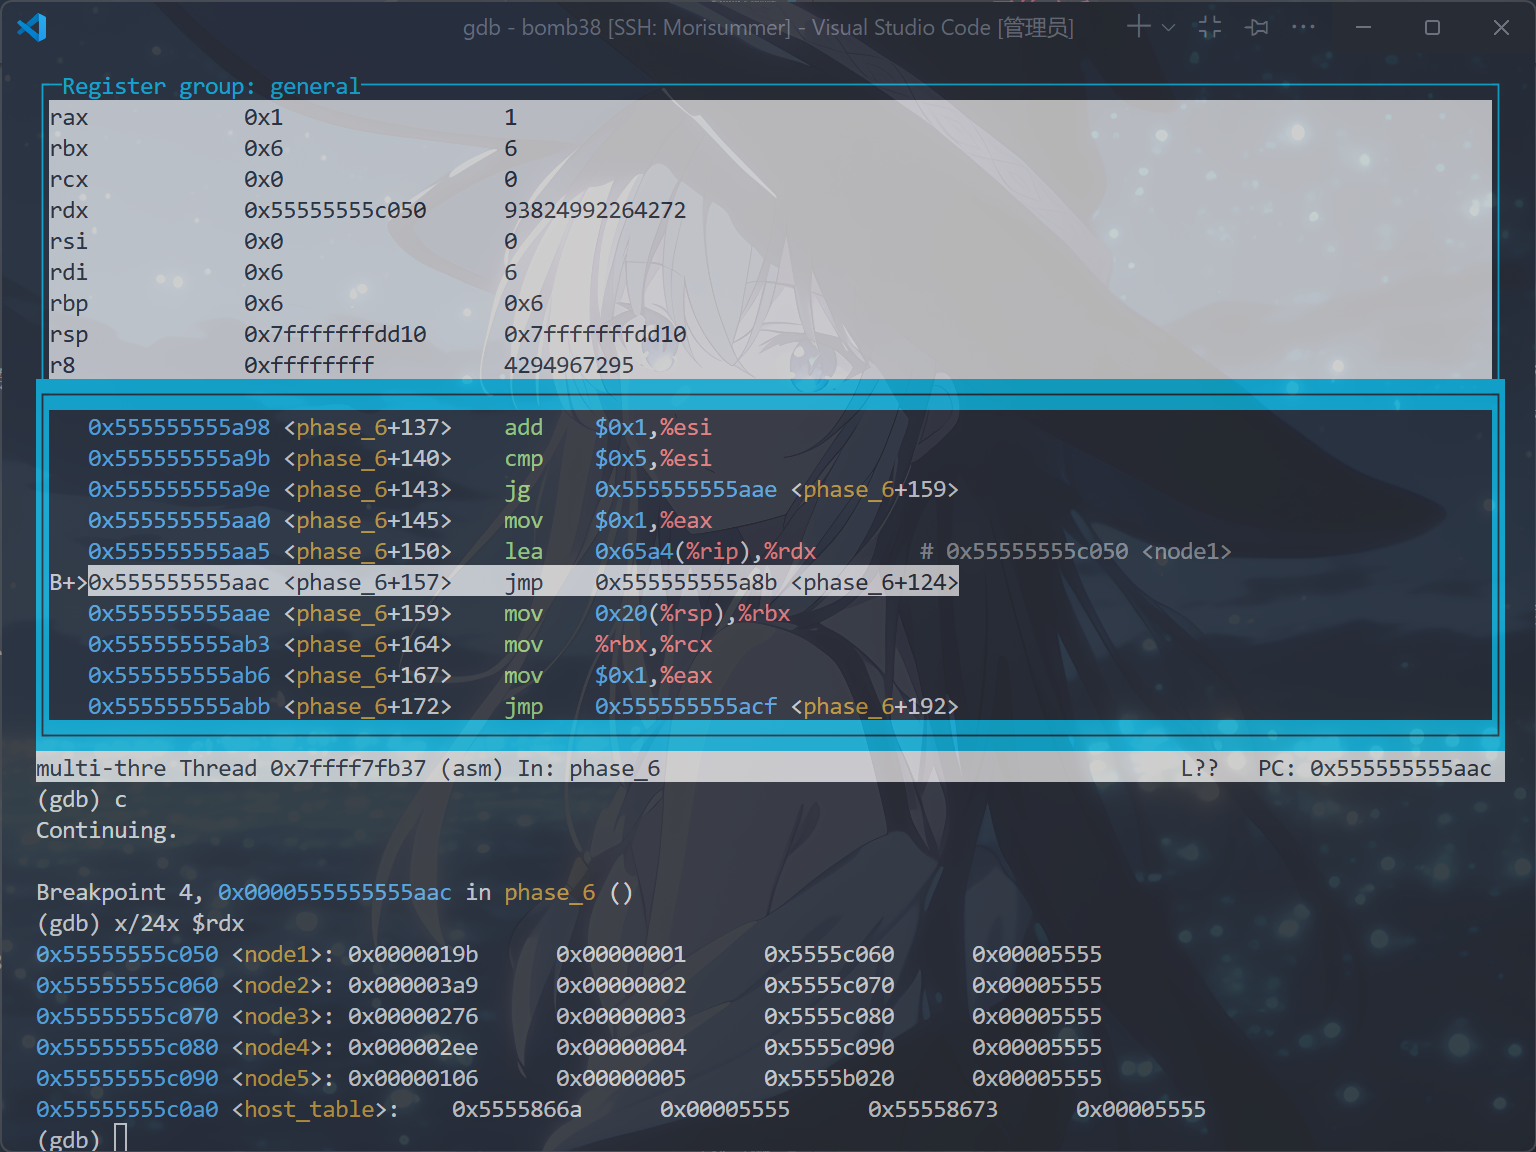 gdb - bomb38 [SSH: Morisummer] - Visual Studio Code [管理员]
Register group: general
rax 0x1 1
rbx 0x6 6
rcx 0x0 0
rdx 0x55555555c050 93824992264272
rsi 0x0 0
rdi 0x6 6
rbp 0x6 0x6
rsp 0x7fffffffdd10 0x7fffffffdd10
r8 0xffffffff 4294967295
0x555555555a98 <phase_6+137> add $0x1,%esi
0x555555555a9b <phase_6+140> cmp $0x5,%esi
0x555555555a9e <phase_6+143> jg 0x555555555aae <phase_6+159>
0x555555555aa0 <phase_6+145> mov $0x1,%eax
0x555555555aa5 <phase_6+150> lea 0x65a4(%rip),%rdx # 0x55555555c050 <node1>
B+>0x555555555aac <phase_6+157> jmp 0x555555555a8b <phase_6+124>
0x555555555aae <phase_6+159> mov 0x20(%rsp),%rbx
0x555555555ab3 <phase_6+164> mov %rbx,%rcx
0x555555555ab6 <phase_6+167> mov $0x1,%eax
0x555555555abb <phase_6+172> jmp 0x555555555acf <phase_6+192>
multi-thre Thread 0x7ffff7fb37 (asm) In: phase_6 L?? PC: 0x555555555aac
(gdb) c
Continuing.
Breakpoint 4, 0x0000555555555aac in phase_6 ()
(gdb) x/24x $rdx
0x55555555c050 <node1>: 0x0000019b 0x00000001 0x5555c060 0x00005555
0x55555555c060 <node2>: 0x000003a9 0x00000002 0x5555c070 0x00005555
0x55555555c070 <node3>: 0x00000276 0x00000003 0x5555c080 0x00005555
0x55555555c080 <node4>: 0x000002ee 0x00000004 0x5555c090 0x00005555
0x55555555c090 <node5>: 0x00000106 0x00000005 0x5555b020 0x00005555
0x55555555c0a0 <host_table>: 0x5555866a 0x00005555 0x55558673 0x00005555
(gdb)